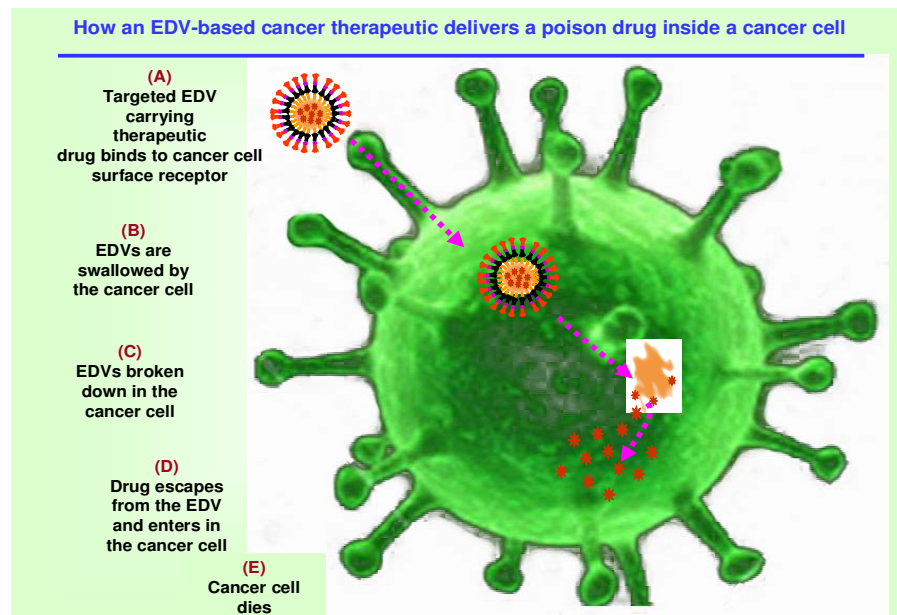 How an EDV-based cancer therapeutic delivers a poison drug inside a cancer cell
(A)
Targeted EDV
carrying
therapeutic
drug binds to cancer cell
surface receptor
(B)
EDVs are
swallowed by
the cancer cell
(C)
EDVs broken
down in the
cancer cell
(D)
Drug escapes
from the EDV
and enters in
the cancer cell
(E)
Cancer cell
dies